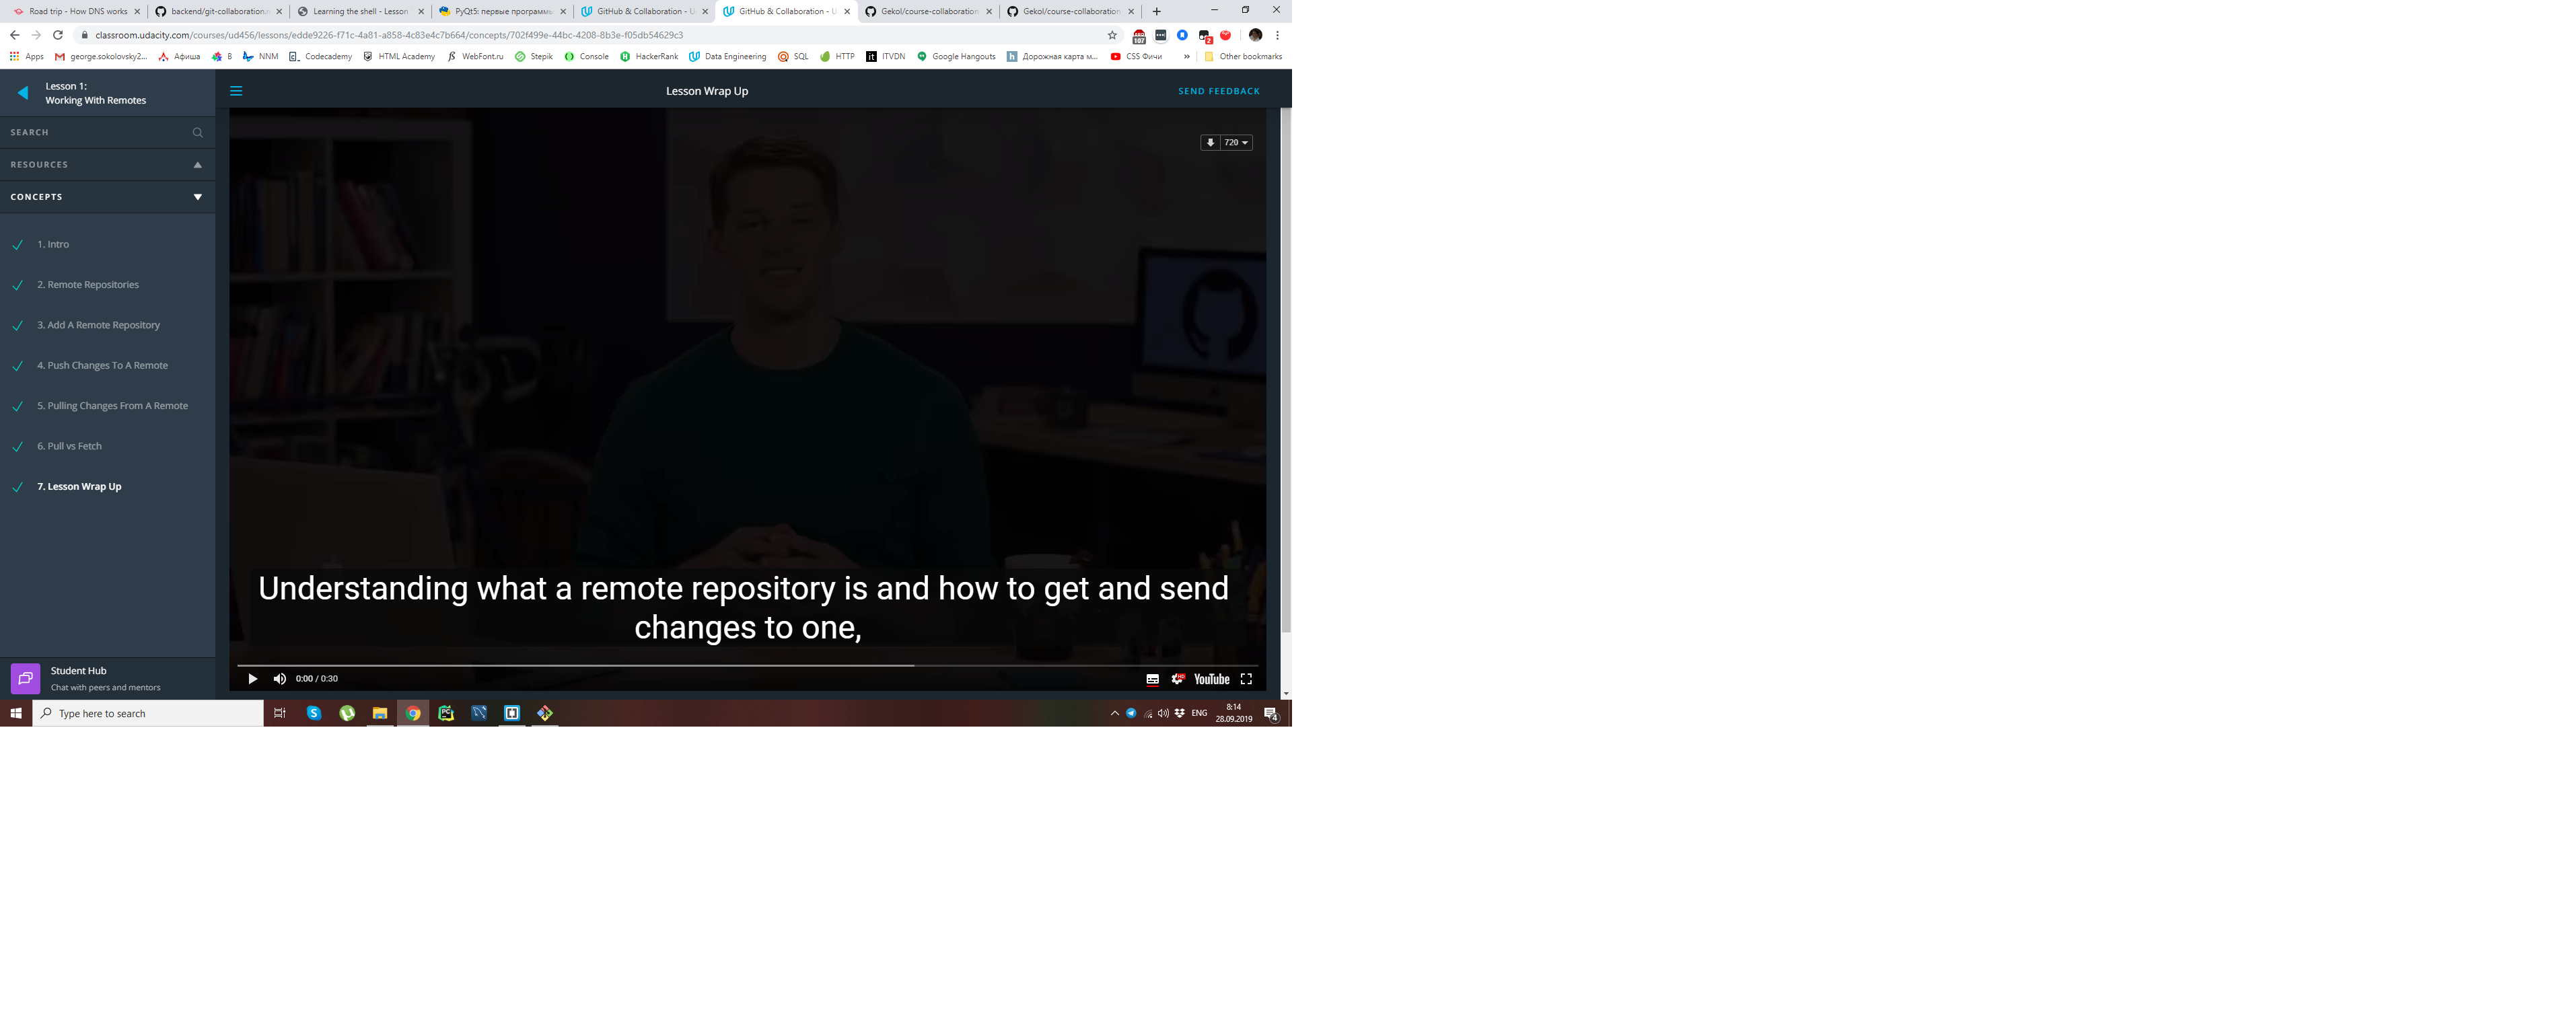 Road trip - How DNS works
backend/git-collaboration.m
Learning the shell - Lesson
PyQt5: первые программы
GitHub & Collaboration - U
GitHub & Collaboration - U
Gekol/course-collaboration
Gekol/course-collaboration
classroom.udacity.com/courses/ud456/lessons/edde9226-f71c-4a81-a858-4c83e4c7b664/concepts/702f499e-44bc-4208-8b3e-f05db54629c3
107
2
Apps
george.sokolovsky2...
Афиша
В
NNM
Codecademy
HTML Academy
WebFont.ru
Stepik
Console
HackerRank
Data Engineering
SQL
HTTP
ITVDN
Google Hangouts
Дорожная карта м...
CSS Фичи
»
Other bookmarks
Lesson 1:
Working With Remotes
SEARCH
RESOURCES
CONCEPTS
1. Intro
2. Remote Repositories
3. Add A Remote Repository
4. Push Changes To A Remote
5. Pulling Changes From A Remote
6. Pull vs Fetch
7. Lesson Wrap Up
Student Hub
Chat with peers and mentors
Lesson Wrap Up
SEND FEEDBACK
720
Understanding what a remote repository is and how to get and send
changes to one,
0:00 / 0:30
HD
YouTube
Type here to search
ENG
8:14
28.09.2019
4